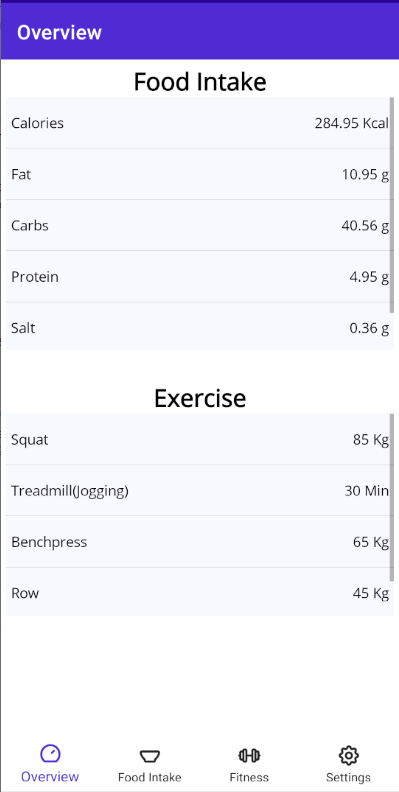 Overview
Food Intake
Calories 284.95 Kcal
Fat 10.95 g
Carbs 40.56 g
Protein 4.95 g
Salt 0.36 g
Exercise
Squat 85 Kg
Treadmill(Jogging) 30 Min
Benchpress 65 Kg
Row 45 Kg
Overview Food Intake Fitness Settings